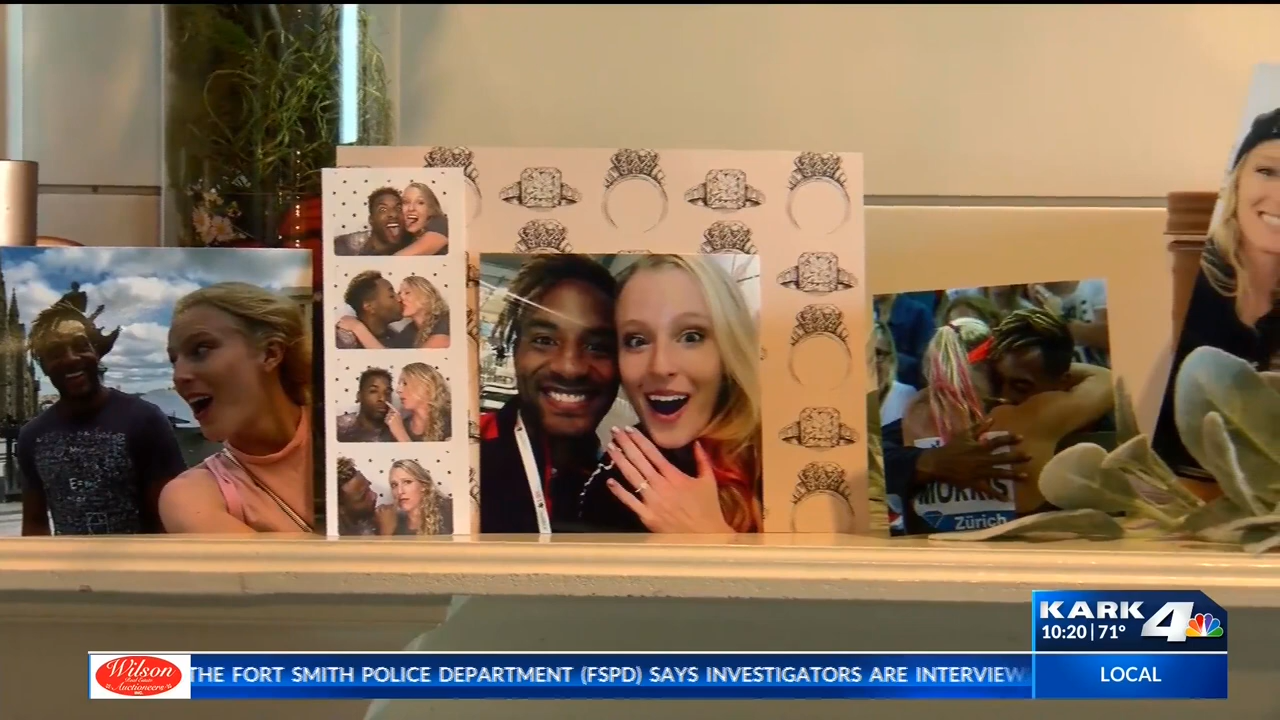 E=
MORRIS
Zürich
KARK 4
10:20 | 71°
LOCAL
Wilson
Real Estate
Auctioneers
INC.
THE FORT SMITH POLICE DEPARTMENT (FSPD) SAYS INVESTIGATORS ARE INTERVIEW